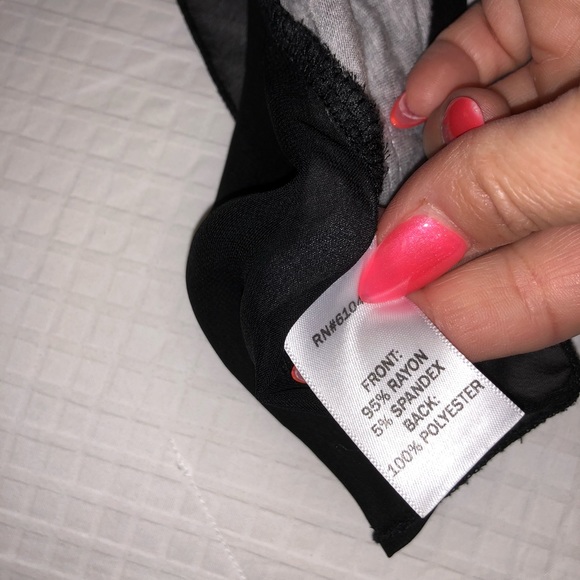 RN#6104
FRONT:
95% RAYON
5% SPANDEX
BACK:
100% POLYESTER